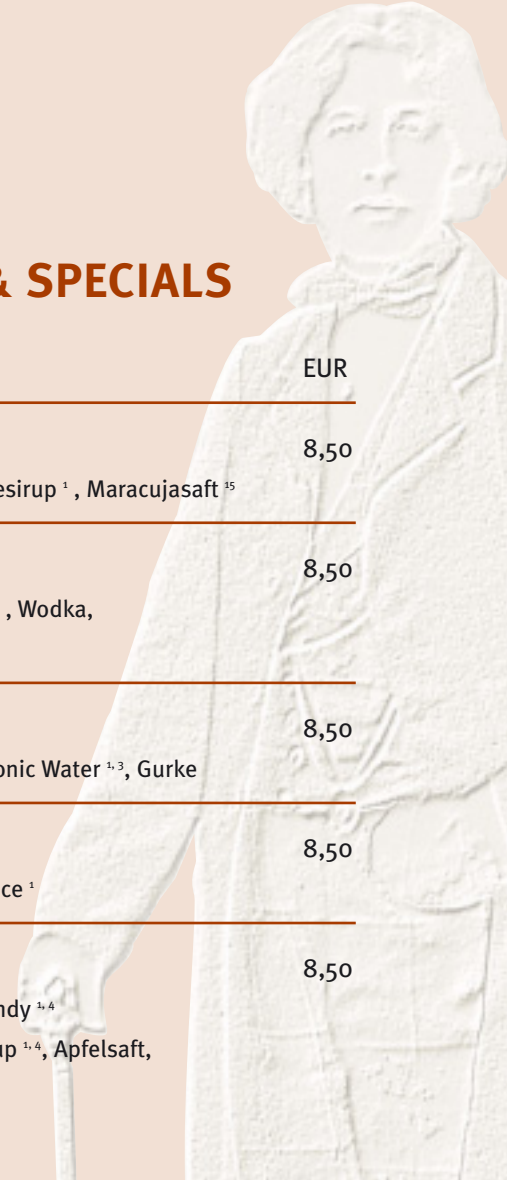 & SPECIALS
EUR
8,50
esirup ¹ , Maracujasaft ¹⁵
8,50
, Wodka,
8,50
onic Water ¹, ³, Gurke
8,50
ce ¹
8,50
ndy ¹, ⁴
up ¹, ⁴, Apfelsaft,